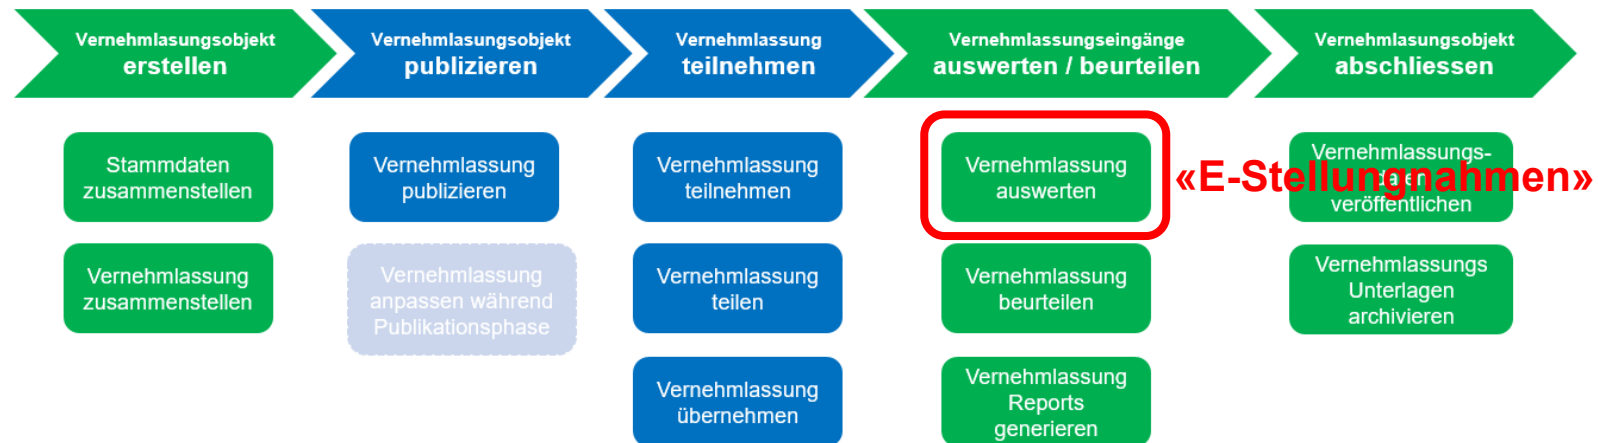 Vernehmlasungsobjekt
erstellen
Vernehmlasungsobjekt
publizieren
Vernehmlassung
teilnehmen
Vernehmlassungseingänge
auswerten / beurteilen
Vernehmlasungsobjekt
abschliessen
Stammdaten
zusammenstellen
Vernehmlassung
publizieren
Vernehmlassung
teilnehmen
Vernehmlassung
auswerten
«E-Stellungnahmen»
Vernehmlassungs-
daten
veröffentlichen
Vernehmlassung
zusammenstellen
Vernehmlassung
anpassen während
Publikationsphase
Vernehmlassung
teilen
Vernehmlassung
beurteilen
Vernehmlassungs
Unterlagen
archivieren
Vernehmlassung
übernehmen
Vernehmlassung
Reports
generieren